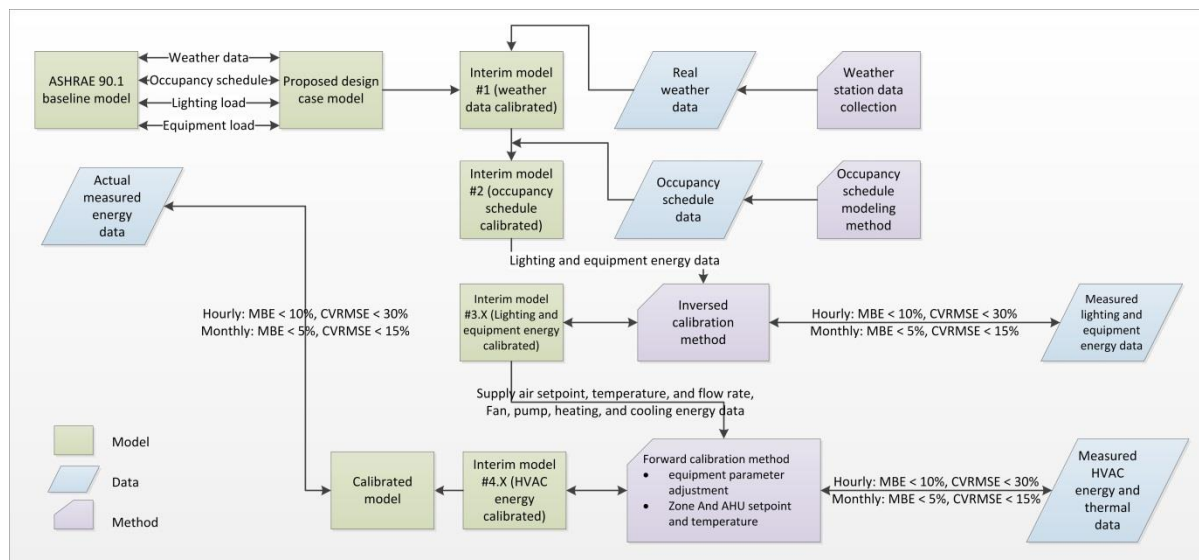 ASHRAE 90.1
baseline model
Weather data
Occupancy schedule
Lighting load
Equipment load
Proposed design
case model
Interim model
#1 (weather
data calibrated)
Real
weather
data
Weather
station data
collection
Actual
measured
energy
data
Interim model
#2 (occupancy
schedule
calibrated)
Occupancy
schedule
data
Occupancy
schedule
modeling
method
Lighting and equipment energy data
Hourly: MBE < 10%, CVRMSE < 30%
Monthly: MBE < 5%, CVRMSE < 15%
Interim model
#3.X (Lighting and
equipment energy
calibrated)
Inversed
calibration
method
Hourly: MBE < 10%, CVRMSE < 30%
Monthly: MBE < 5%, CVRMSE < 15%
Measured
lighting and
equipment
energy data
Supply air setpoint, temperature, and flow rate,
Fan, pump, heating, and cooling energy data
Model
Data
Method
Calibrated
model
Interim model
#4.X (HVAC
energy
calibrated)
Forward calibration method
• equipment parameter
adjustment
• Zone And AHU setpoint
and temperature
Hourly: MBE < 10%, CVRMSE < 30%
Monthly: MBE < 5%, CVRMSE < 15%
Measured
HVAC
energy and
thermal data